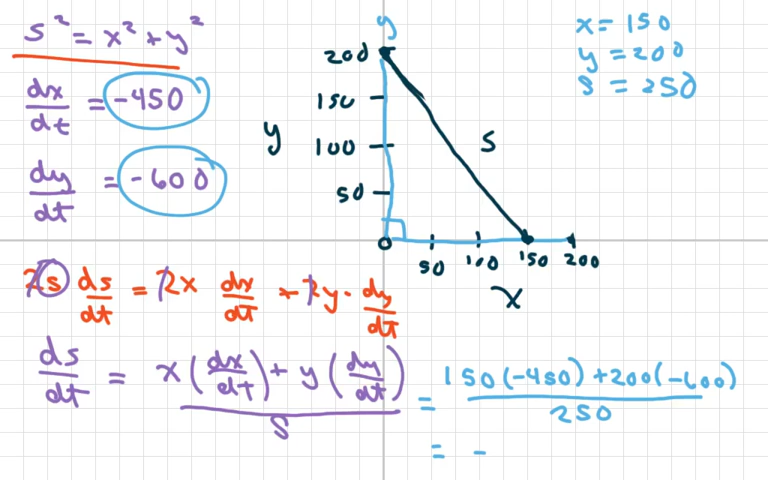 s² = x² + y²
dx/dt = -450
dy/dt = -600
y
200
150
100
50
0
50 100 150 200
y
s
x
x = 150
y = 200
s = 250
2s ds/dt = 2x dx/dt + 2y · dy/dt
ds/dt = x(dx/dt) + y(dy/dt) / s = 150(-450) + 200(-600) / 250
= -